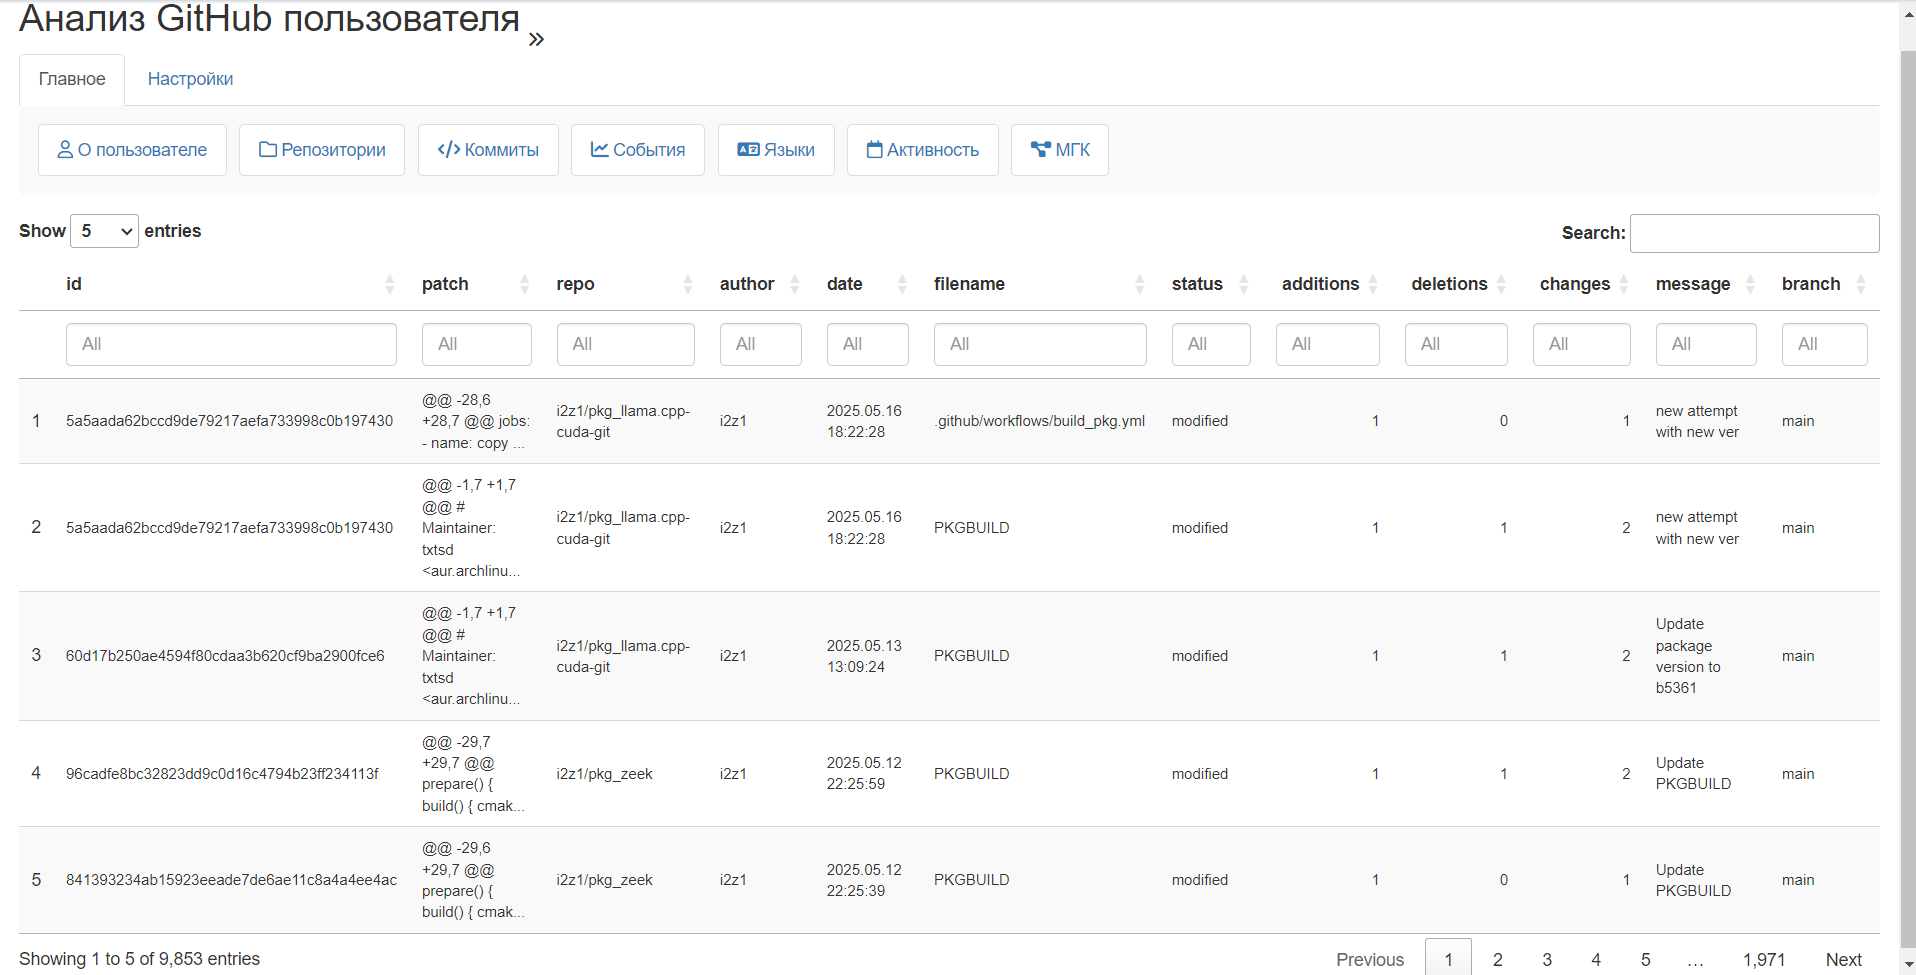 Анализ GitHub пользователя »
Главное Настройки
О пользователе Репозитории </> Коммиты События Языки Активность МГК
Show 5 entries Search:
id patch repo author date filename status additions deletions changes message branch
All All All All All All All All All All All All
1 5a5aada62bccd9de79217aefa733998c0b197430 @@ -28,6 +28,7 @@ jobs: - name: copy ... i2z1/pkg_llama.cpp-cuda-git i2z1 2025.05.16 18:22:28 .github/workflows/build_pkg.yml modified 1 0 1 new attempt with new ver main
2 5a5aada62bccd9de79217aefa733998c0b197430 @@ -1,7 +1,7 @@ # Maintainer: txtsd <aur.archlinu... i2z1/pkg_llama.cpp-cuda-git i2z1 2025.05.16 18:22:28 PKGBUILD modified 1 1 2 new attempt with new ver main
3 60d17b250ae4594f80cdaa3b620cf9ba2900fce6 @@ -1,7 +1,7 @@ # Maintainer: txtsd <aur.archlinu... i2z1/pkg_llama.cpp-cuda-git i2z1 2025.05.13 13:09:24 PKGBUILD modified 1 1 2 Update package version to b5361 main
4 96cadfe8bc32823dd9c0d16c4794b23ff234113f @@ -29,7 +29,7 @@ prepare() { build() { cmak... i2z1/pkg_zeek i2z1 2025.05.12 22:25:59 PKGBUILD modified 1 1 2 Update PKGBUILD main
5 841393234ab15923eeade7de6ae11c8a4a4ee4ac @@ -29,6 +29,7 @@ prepare() { build() { cmak... i2z1/pkg_zeek i2z1 2025.05.12 22:25:39 PKGBUILD modified 1 0 1 Update PKGBUILD main
Showing 1 to 5 of 9,853 entries Previous 1 2 3 4 5 … 1,971 Next